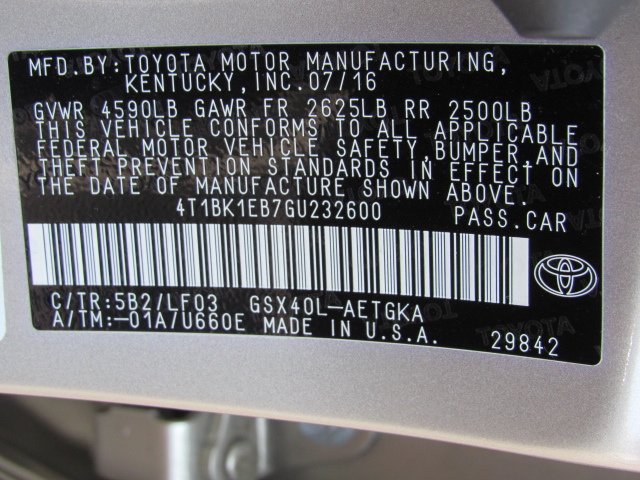 MFD.BY:TOYOTA MOTOR MANUFACTURING,
KENTUCKY,INC.07/16
GVWR 4590LB GAWR FR 2625LB RR 2500LB
THIS VEHICLE CONFORMS TO ALL APPLICABLE
FEDERAL MOTOR VEHICLE SAFETY,BUMPER,AND
THEFT PREVENTION STANDARDS IN EFFECT ON
THE DATE OF MANUFACTURE SHOWN ABOVE.
4T1BK1EB7GU232600 PASS.CAR
C/TR:5B2/LF03 GSX40L-AETGKA
A/TM:-01A/U660E MADE IN U.S.A.
29842